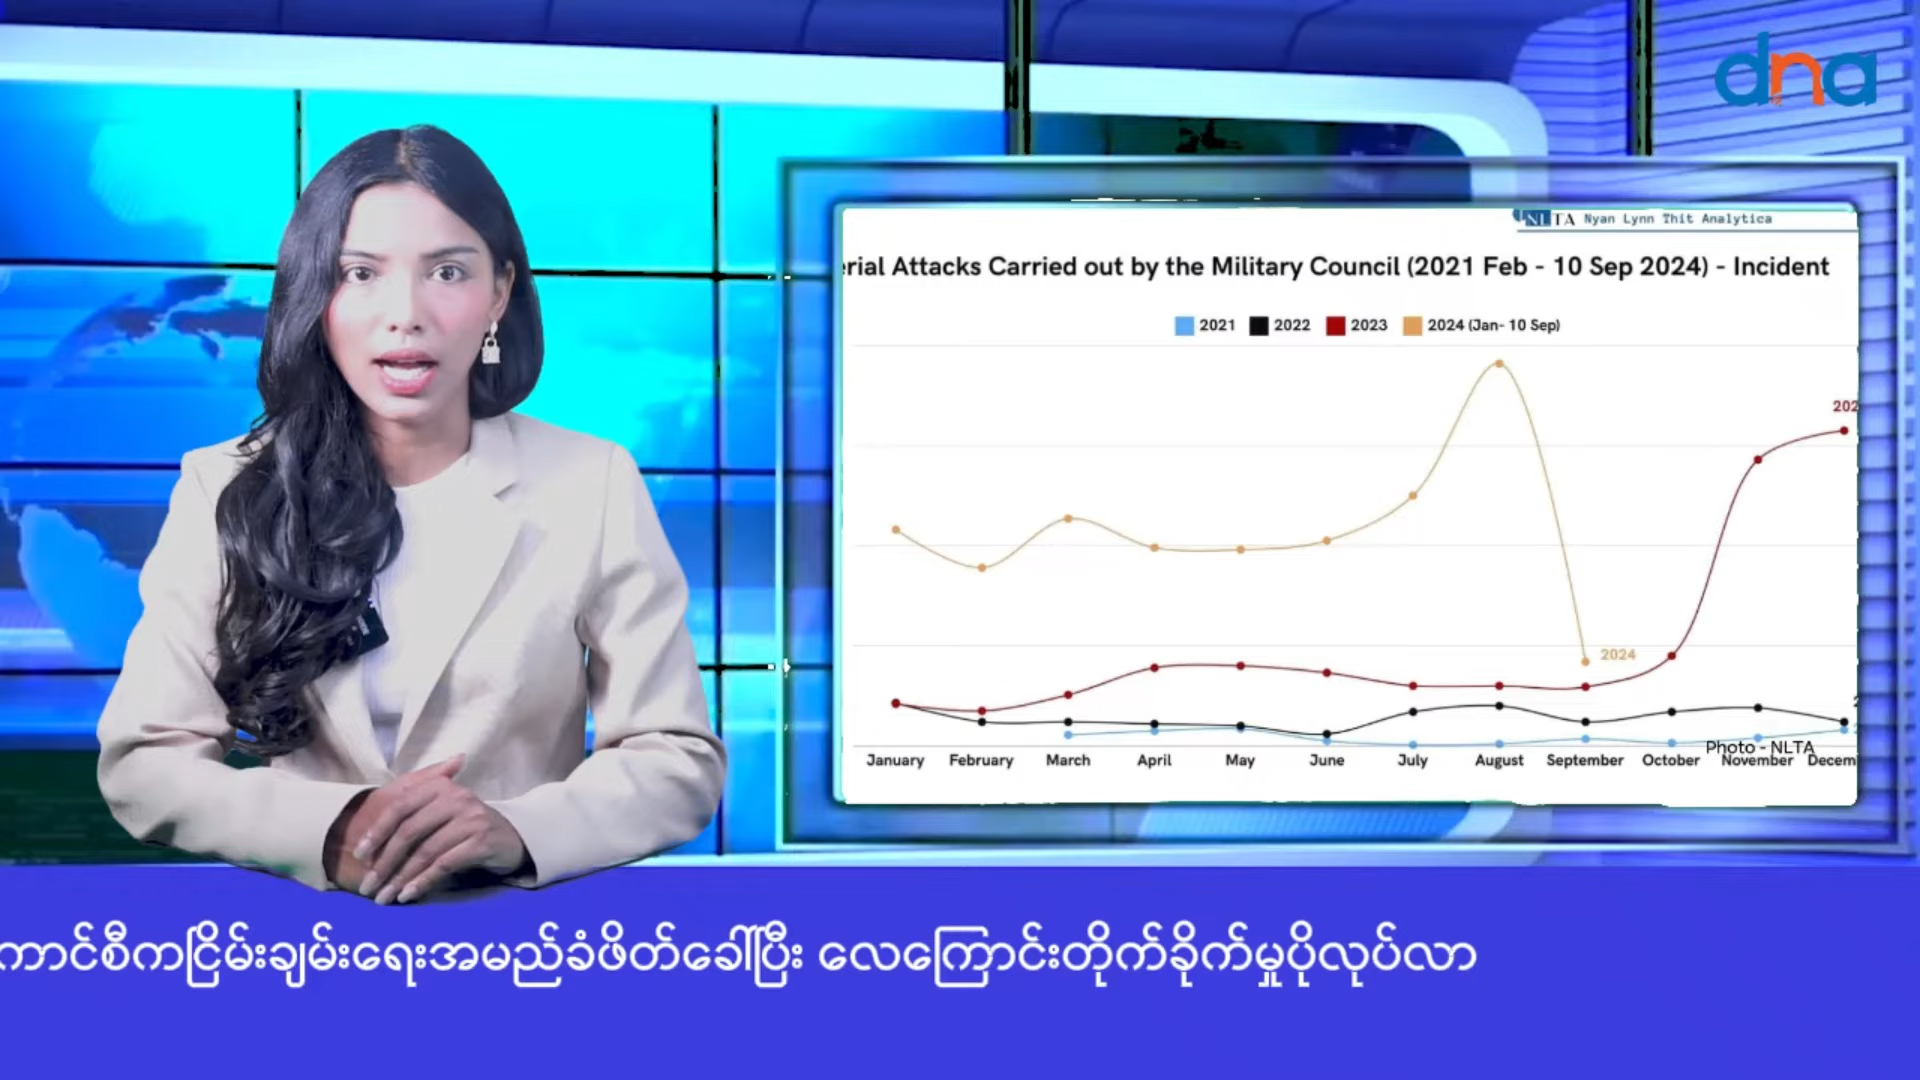 dna
NLTA Nyan Lynn Thit Analytica
erial Attacks Carried out by the Military Council (2021 Feb - 10 Sep 2024) - Incident
2021 2022 2023 2024 (Jan- 10 Sep)
202
2024
Photo - NLTA
January February March April May June July August September October November Decem
ကာင်စီကငြိမ်းချမ်းရေးအမည်ခံဖိတ်ခေါ်ပြီး လေကြောင်းတိုက်ခိုက်မှုပိုလုပ်လာ